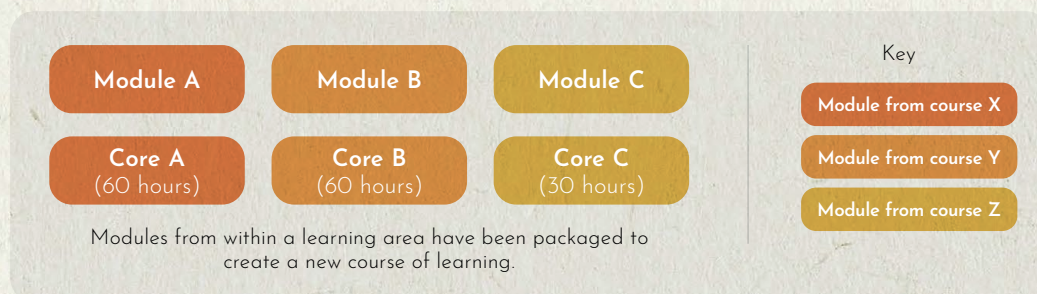 Module A
Module B
Module C
Core A
(60 hours)
Core B
(60 hours)
Core C
(30 hours)
Modules from within a learning area have been packaged to
create a new course of learning.
Key
Module from course X
Module from course Y
Module from course Z